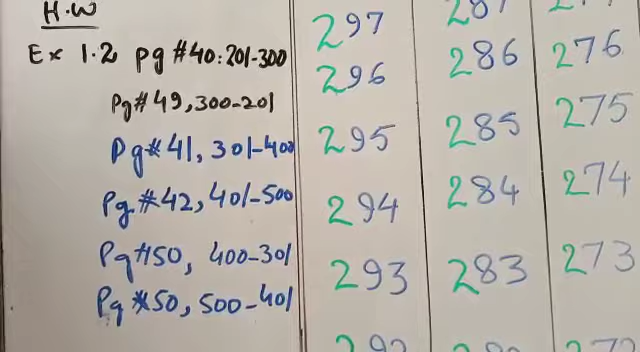 H.W
Ex 1.2 pg #40: 201-300
Pg# 49, 300-201
Pg# 41, 301-400
Pg. #42, 401-500
Pg #50, 400-301
Pg #50, 500-401
297 287
296 286 276
295 285 275
294 284 274
293 283 273
292